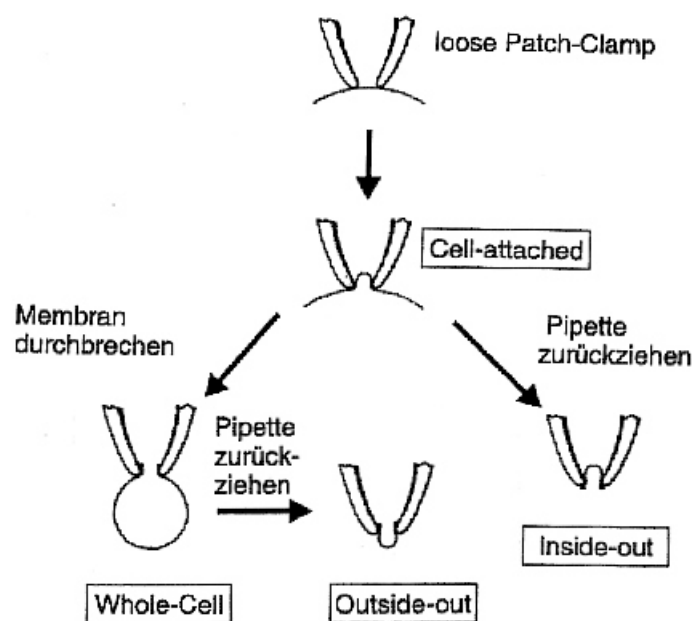 loose Patch-Clamp
Cell-attached
Membran
durchbrechen
Pipette
zurückziehen
Pipette
zurück-
ziehen
Inside-out
Whole-Cell
Outside-out